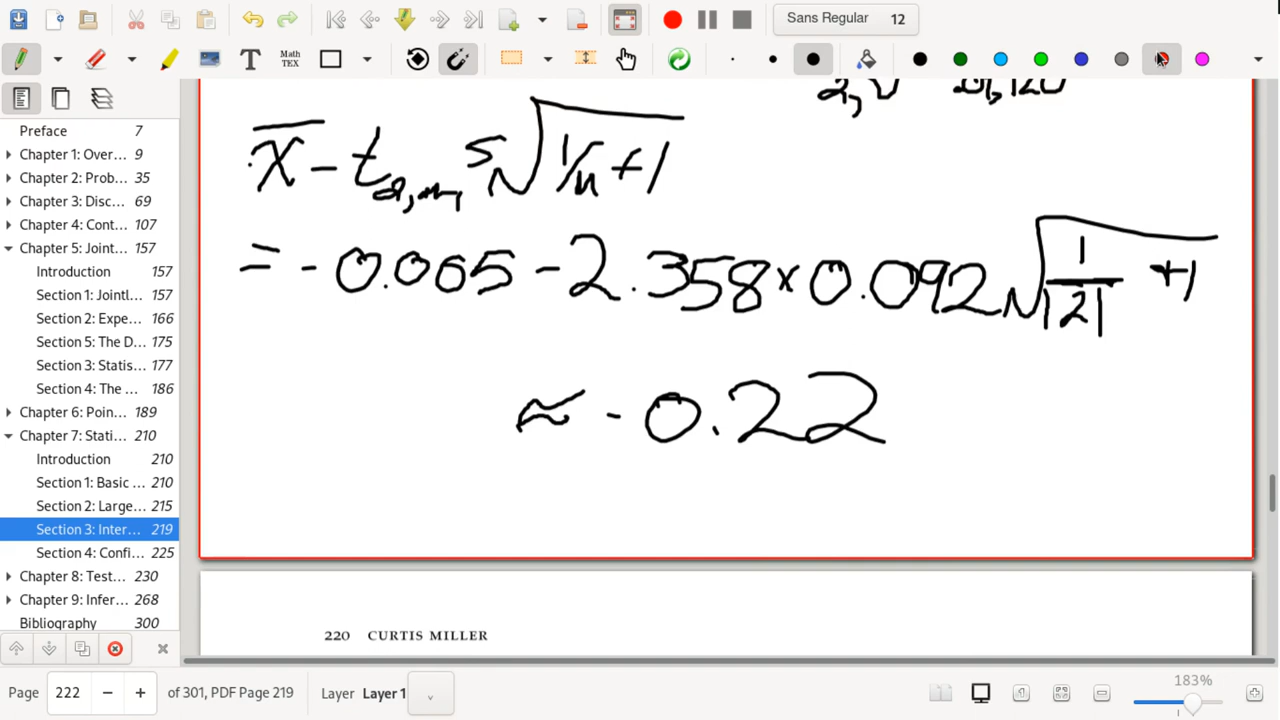 Sans Regular 12
T Math TEX
Preface 7
Chapter 1: Over... 9
Chapter 2: Prob... 35
Chapter 3: Disc... 69
Chapter 4: Cont... 107
Chapter 5: Joint... 157
Introduction 157
Section 1: Jointl... 157
Section 2: Expe... 166
Section 5: The D... 175
Section 3: Statis... 177
Section 4: The ... 186
Chapter 6: Poin... 189
Chapter 7: Stati... 210
Introduction 210
Section 1: Basic ... 210
Section 2: Large... 215
Section 3: Inter... 219
Section 4: Confi... 225
Chapter 8: Test... 230
Chapter 9: Infer... 268
Bibliography 300
x̄ - t s√(1/n + 1)
= -0.065 - 2.358 × 0.092 √(1/121 + 1)
≈ -0.22
220 CURTIS MILLER
Page 222 of 301, PDF Page 219 Layer Layer 1
183%